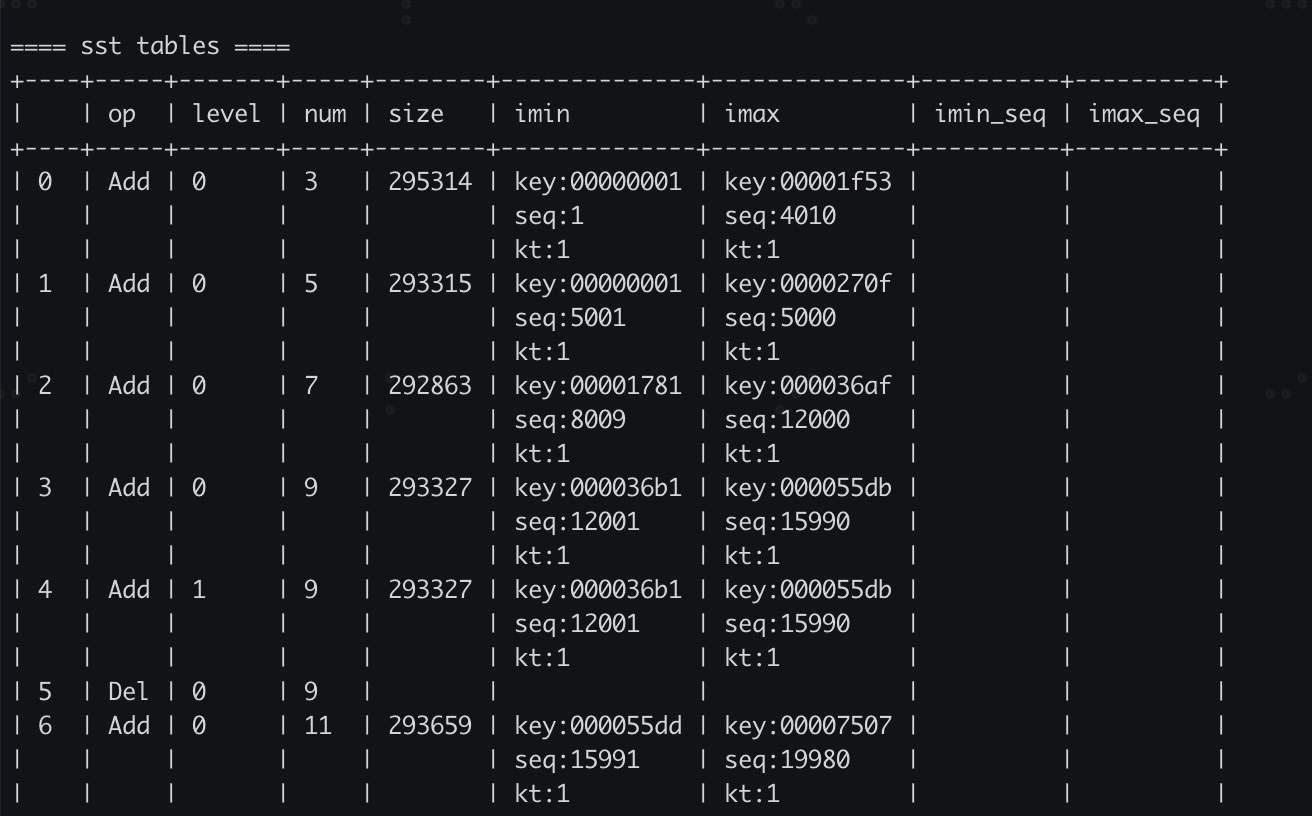 ==== sst tables ====
+----+-----+-------+-----+--------+--------------+--------------+----------+----------+
|    | op  | level | num | size   | imin         | imax         | imin_seq | imax_seq |
+----+-----+-------+-----+--------+--------------+--------------+----------+----------+
| 0  | Add | 0     | 3   | 295314 | key:00000001 | key:00001f53 |          |          |
|    |     |       |     |        | seq:1        | seq:4010     |          |          |
|    |     |       |     |        | kt:1         | kt:1         |          |          |
| 1  | Add | 0     | 5   | 293315 | key:00000001 | key:0000270f |          |          |
|    |     |       |     |        | seq:5001     | seq:5000     |          |          |
|    |     |       |     |        | kt:1         | kt:1         |          |          |
| 2  | Add | 0     | 7   | 292863 | key:00001781 | key:000036af |          |          |
|    |     |       |     |        | seq:8009     | seq:12000    |          |          |
|    |     |       |     |        | kt:1         | kt:1         |          |          |
| 3  | Add | 0     | 9   | 293327 | key:000036b1 | key:000055db |          |          |
|    |     |       |     |        | seq:12001    | seq:15990    |          |          |
|    |     |       |     |        | kt:1         | kt:1         |          |          |
| 4  | Add | 1     | 9   | 293327 | key:000036b1 | key:000055db |          |          |
|    |     |       |     |        | seq:12001    | seq:15990    |          |          |
|    |     |       |     |        | kt:1         | kt:1         |          |          |
| 5  | Del | 0     | 9   |        |              |              |          |          |
| 6  | Add | 0     | 11  | 293659 | key:000055dd | key:00007507 |          |          |
|    |     |       |     |        | seq:15991    | seq:19980    |          |          |
|    |     |       |     |        | kt:1         | kt:1         |          |          |